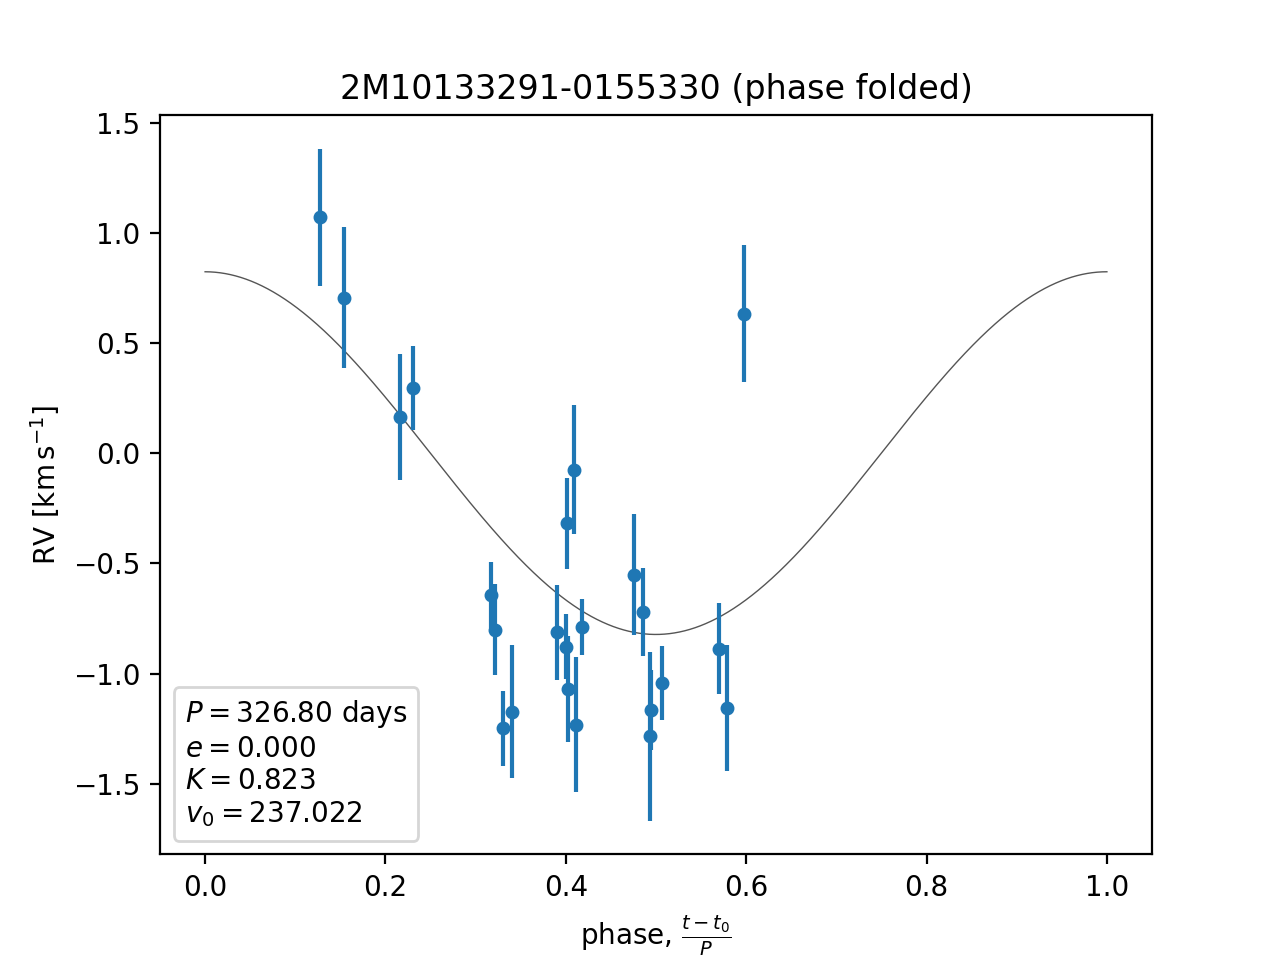 2M10133291-0155330 (phase folded)
1.5
1.0
0.5
0.0
−0.5
−1.0
−1.5
RV [km s⁻¹]
P = 326.80 days
e = 0.000
K = 0.823
v₀ = 237.022
0.0 0.2 0.4 0.6 0.8 1.0
phase, (t − t₀)/P